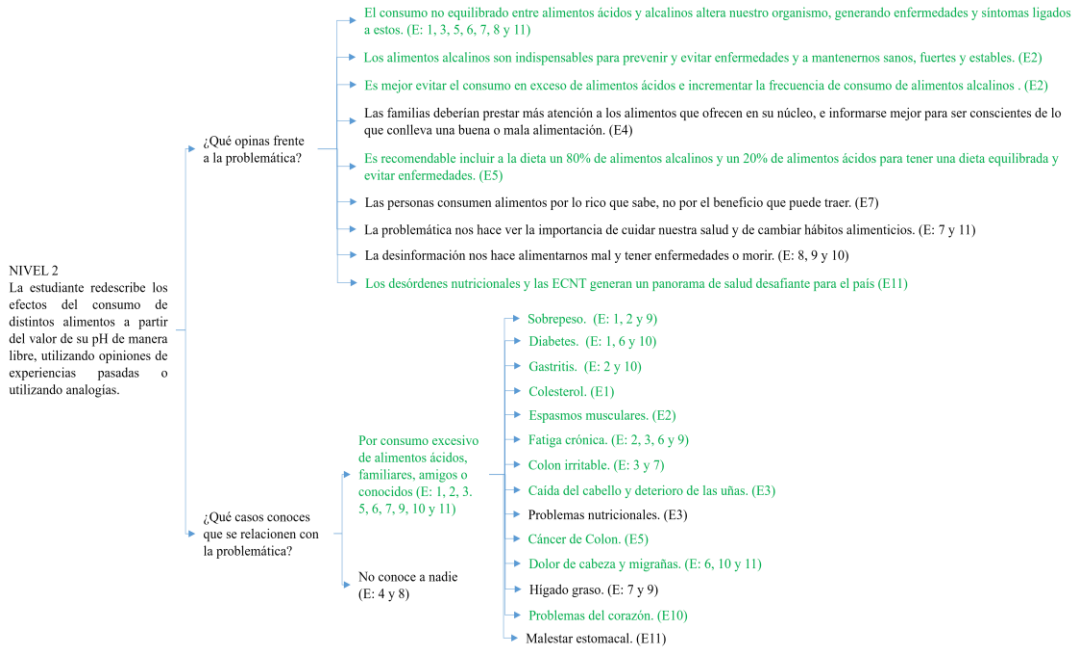 NIVEL 2
La estudiante redescribe los
efectos del consumo de
distintos alimentos a partir
del valor de su pH de manera
libre, utilizando opiniones de
experiencias pasadas o
utilizando analogías.
¿Qué opinas frente
a la problemática?
El consumo no equilibrado entre alimentos ácidos y alcalinos altera nuestro organismo, generando enfermedades y síntomas ligados
a estos. (E: 1, 3, 5, 6, 7, 8 y 11)
Los alimentos alcalinos son indispensables para prevenir y evitar enfermedades y a mantenernos sanos, fuertes y estables. (E2)
Es mejor evitar el consumo en exceso de alimentos ácidos e incrementar la frecuencia de consumo de alimentos alcalinos . (E2)
Las familias deberían prestar más atención a los alimentos que ofrecen en su núcleo, e informarse mejor para ser conscientes de lo
que conlleva una buena o mala alimentación. (E4)
Es recomendable incluir a la dieta un 80% de alimentos alcalinos y un 20% de alimentos ácidos para tener una dieta equilibrada y
evitar enfermedades. (E5)
Las personas consumen alimentos por lo rico que sabe, no por el beneficio que puede traer. (E7)
La problemática nos hace ver la importancia de cuidar nuestra salud y de cambiar hábitos alimenticios. (E: 7 y 11)
La desinformación nos hace alimentarnos mal y tener enfermedades o morir. (E: 8, 9 y 10)
Los desórdenes nutricionales y las ECNT generan un panorama de salud desafiante para el país (E11)
¿Qué casos conoces
que se relacionen con
la problemática?
Por consumo excesivo
de alimentos ácidos,
familiares, amigos o
conocidos (E: 1, 2, 3.
5, 6, 7, 9, 10 y 11)
Sobrepeso. (E: 1, 2 y 9)
Diabetes. (E: 1, 6 y 10)
Gastritis. (E: 2 y 10)
Colesterol. (E1)
Espasmos musculares. (E2)
Fatiga crónica. (E: 2, 3, 6 y 9)
Colon irritable. (E: 3 y 7)
Caída del cabello y deterioro de las uñas. (E3)
Problemas nutricionales. (E3)
Cáncer de Colon. (E5)
Dolor de cabeza y migrañas. (E: 6, 10 y 11)
Hígado graso. (E: 7 y 9)
Problemas del corazón. (E10)
Malestar estomacal. (E11)
No conoce a nadie
(E: 4 y 8)